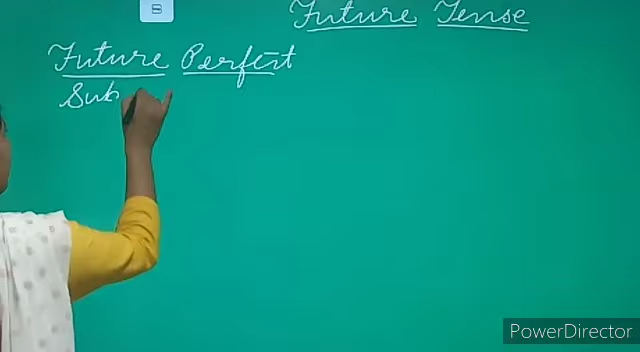 Future Tense
Future Perfect
Sub
PowerDirector